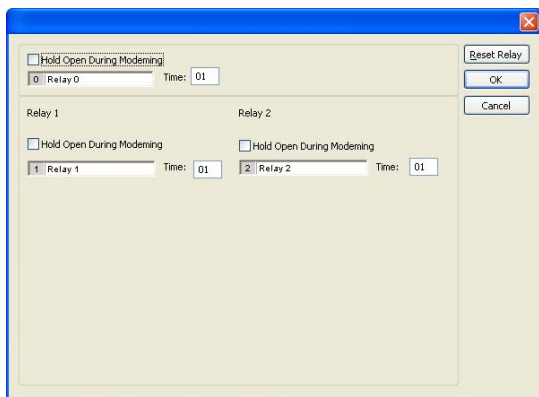 Hold Open During Modeming
0 Relay 0 Time: 01
Reset Relay
OK
Cancel
Relay 1 Relay 2
Hold Open During Modeming Hold Open During Modeming
1 Relay 1 Time: 01 2 Relay 2 Time: 01